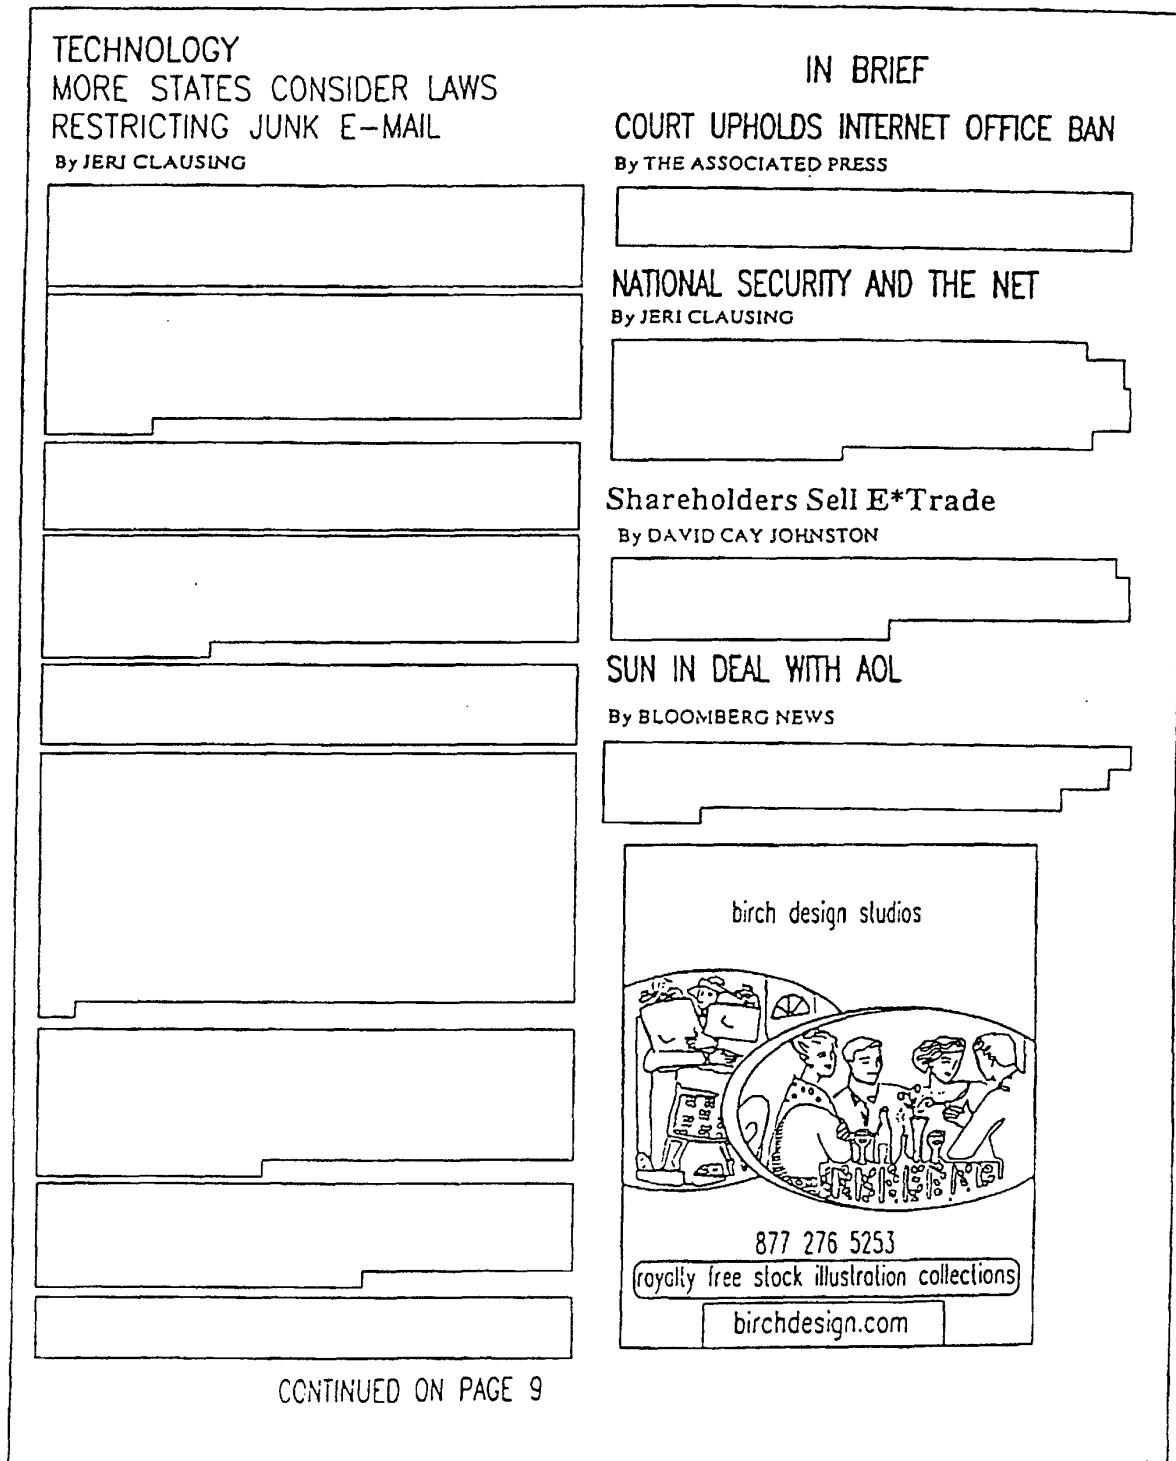 TECHNOLOGY
MORE STATES CONSIDER LAWS
RESTRICTING JUNK E-MAIL
By JERI CLAUSING
CONTINUED ON PAGE 9
IN BRIEF
COURT UPHOLDS INTERNET OFFICE BAN
By THE ASSOCIATED PRESS
NATIONAL SECURITY AND THE NET
By JERI CLAUSING
Shareholders Sell E*Trade
By DAVID CAY JOHNSTON
SUN IN DEAL WITH AOL
By BLOOMBERG NEWS
birch design studios
877 276 5253
royalty free stock illustration collections
birchdesign.com